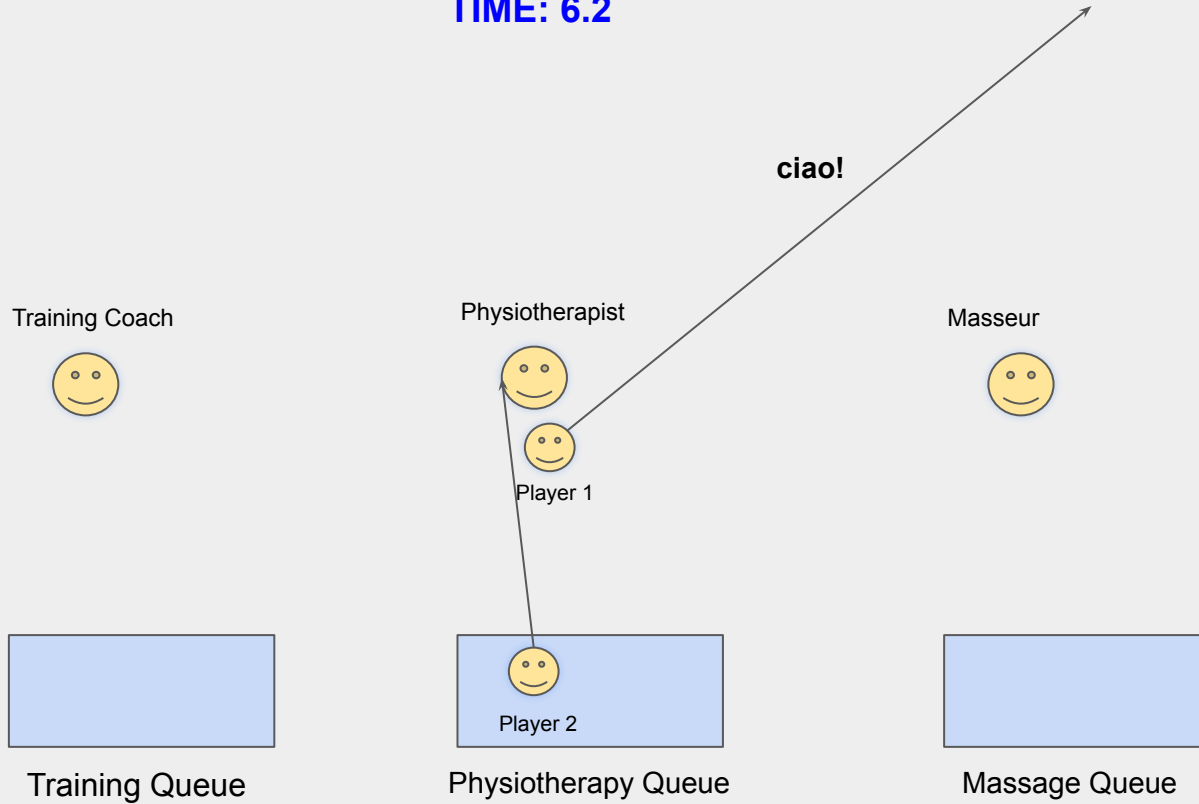 TIME: 6.2
ciao!
Training Coach
Physiotherapist
Masseur
Player 1
Player 2
Training Queue
Physiotherapy Queue
Massage Queue